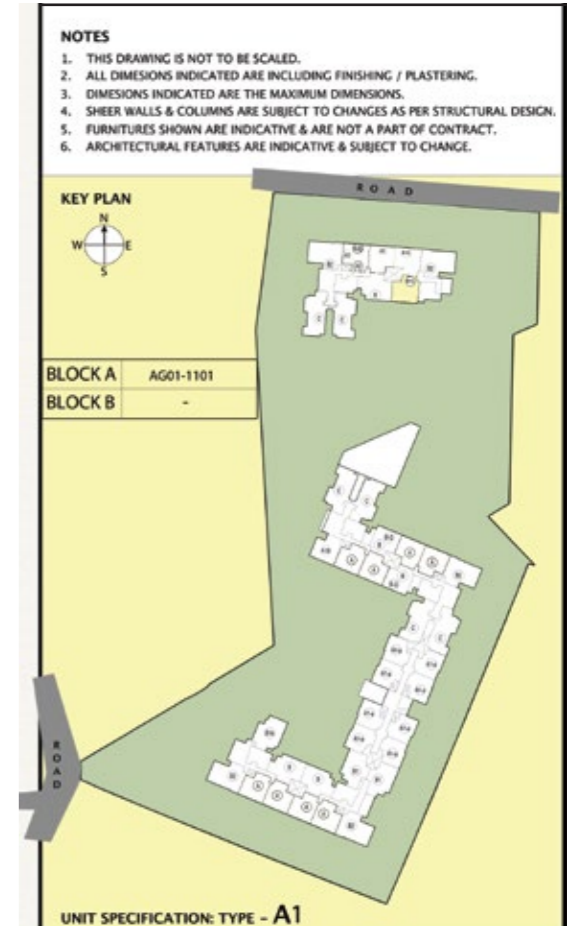 NOTES
1. THIS DRAWING IS NOT TO BE SCALED.
2. ALL DIMESIONS INDICATED ARE INCLUDING FINISHING / PLASTERING.
3. DIMESIONS INDICATED ARE THE MAXIMUM DIMENSIONS.
4. SHEER WALLS & COLUMNS ARE SUBJECT TO CHANGES AS PER STRUCTURAL DESIGN.
5. FURNITURES SHOWN ARE INDICATIVE & ARE NOT A PART OF CONTRACT.
6. ARCHITECTURAL FEATURES ARE INDICATIVE & SUBJECT TO CHANGE.
ROAD
KEY PLAN
N
W E
S
BLOCK A AG01-1101
BLOCK B -
ROAD
UNIT SPECIFICATION: TYPE - A1